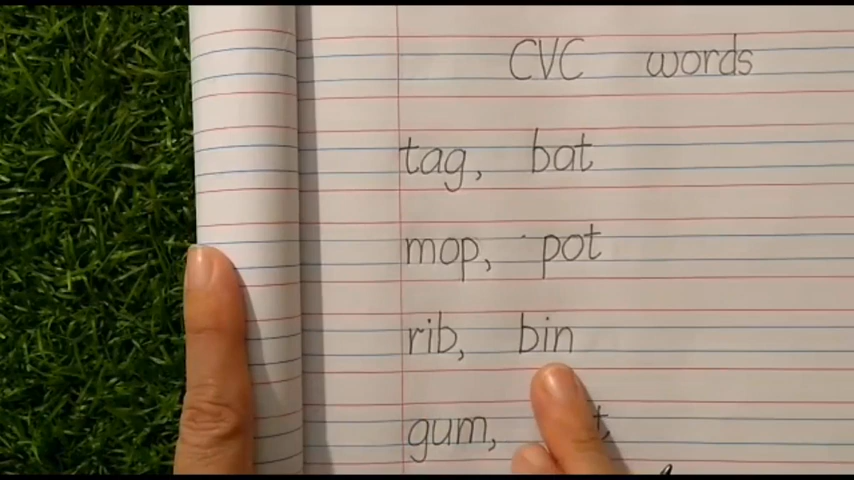 CVC words
tag, bat
mop, pot
rib, bin
gum,